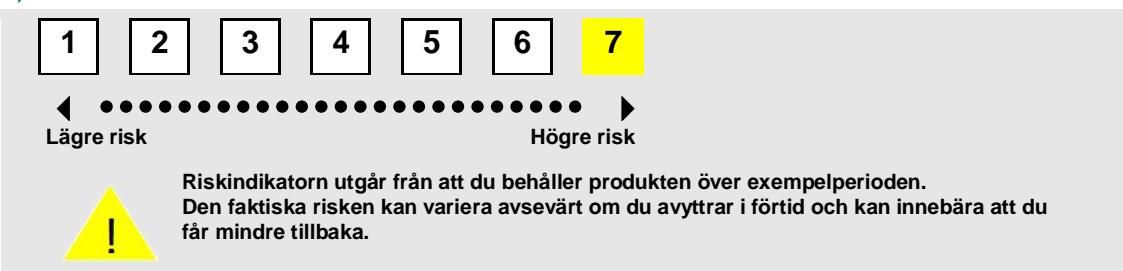 1 2 3 4 5 6 7
Lägre risk Högre risk
Riskindikatorn utgår från att du behåller produkten över exempelperioden.
Den faktiska risken kan variera avsevärt om du avyttrar i förtid och kan innebära att du
får mindre tillbaka.
!